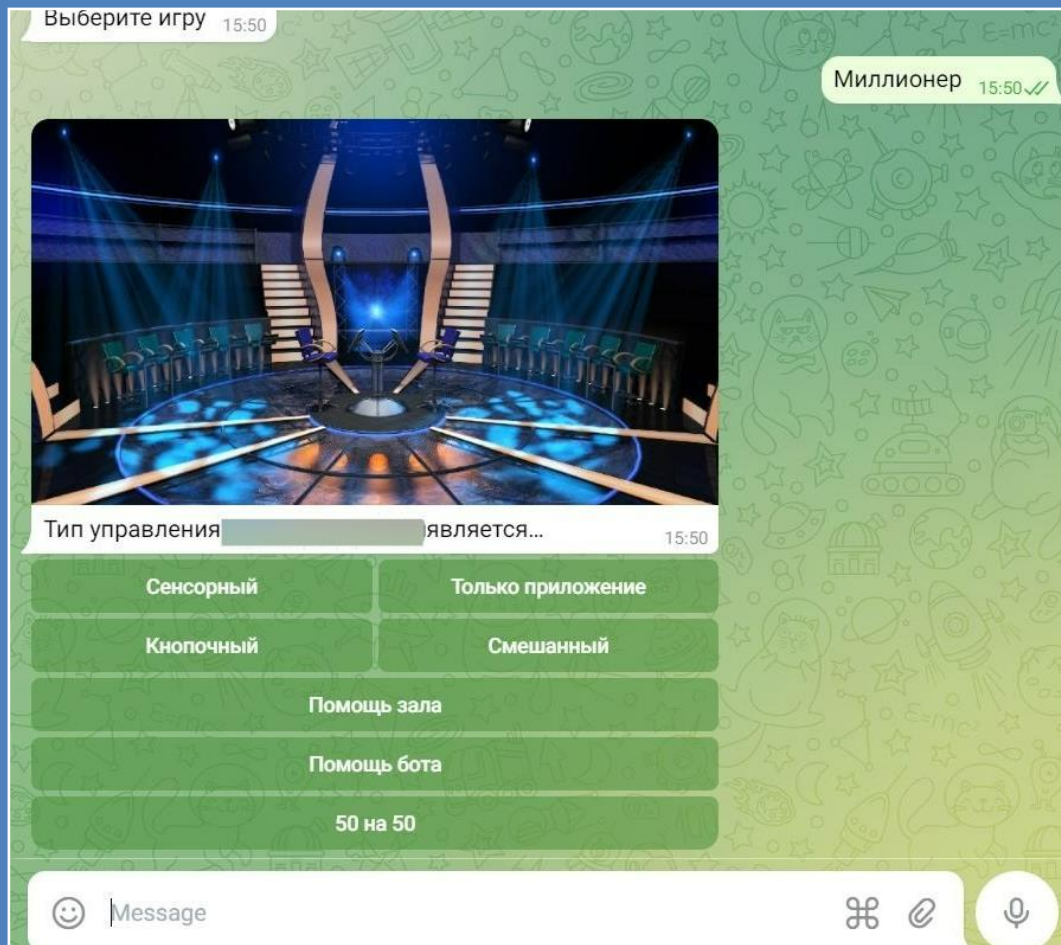 Выберите игру 15:50
Миллионер 15:50
Тип управления является... 15:50
Сенсорный Только приложение
Кнопочный Смешанный
Помощь зала
Помощь бота
50 на 50
Message